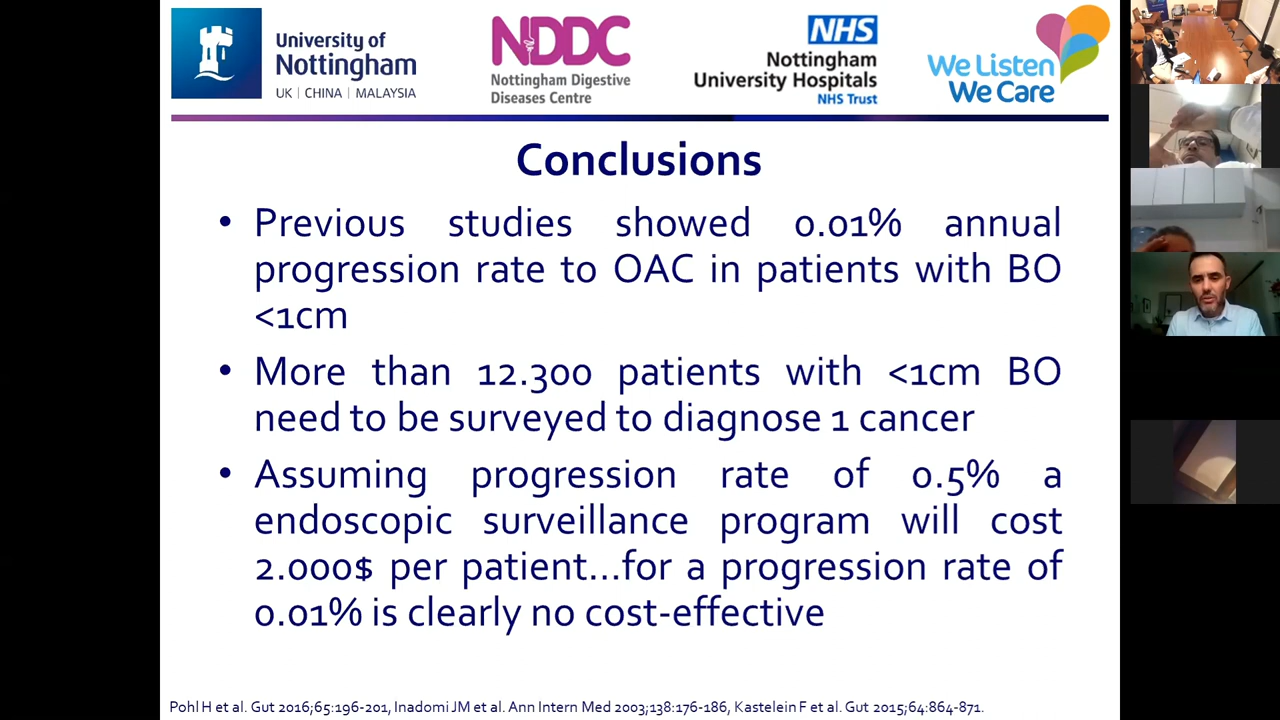 University of
Nottingham
UK | CHINA | MALAYSIA
NDDC
Nottingham Digestive
Diseases Centre
NHS
Nottingham
University Hospitals
NHS Trust
We Listen
We Care
Conclusions
• Previous studies showed 0.01% annual
progression rate to OAC in patients with BO
<1cm
• More than 12.300 patients with <1cm BO
need to be surveyed to diagnose 1 cancer
• Assuming progression rate of 0.5% a
endoscopic surveillance program will cost
2.000$ per patient...for a progression rate of
0.01% is clearly no cost-effective
Pohl H et al. Gut 2016;65:196-201, Inadomi JM et al. Ann Intern Med 2003;138:176-186, Kastelein F et al. Gut 2015;64:864-871.